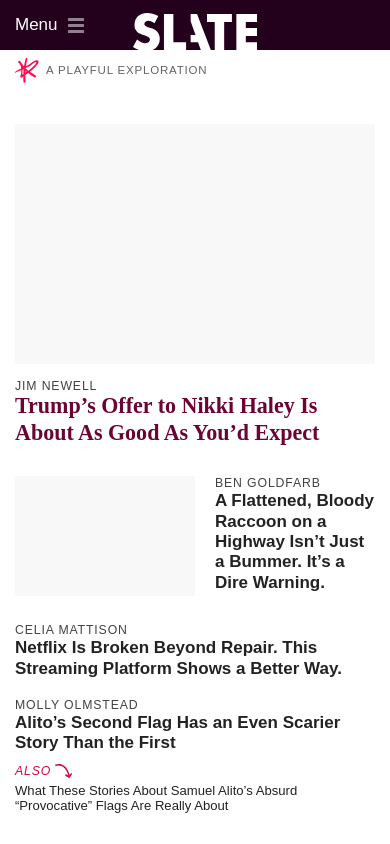 Menu
SLATE
A PLAYFUL EXPLORATION
JIM NEWELL
Trump’s Offer to Nikki Haley Is
About As Good As You’d Expect
BEN GOLDFARB
A Flattened, Bloody
Raccoon on a
Highway Isn’t Just
a Bummer. It’s a
Dire Warning.
CELIA MATTISON
Netflix Is Broken Beyond Repair. This
Streaming Platform Shows a Better Way.
MOLLY OLMSTEAD
Alito’s Second Flag Has an Even Scarier
Story Than the First
ALSO
What These Stories About Samuel Alito’s Absurd
“Provocative” Flags Are Really About